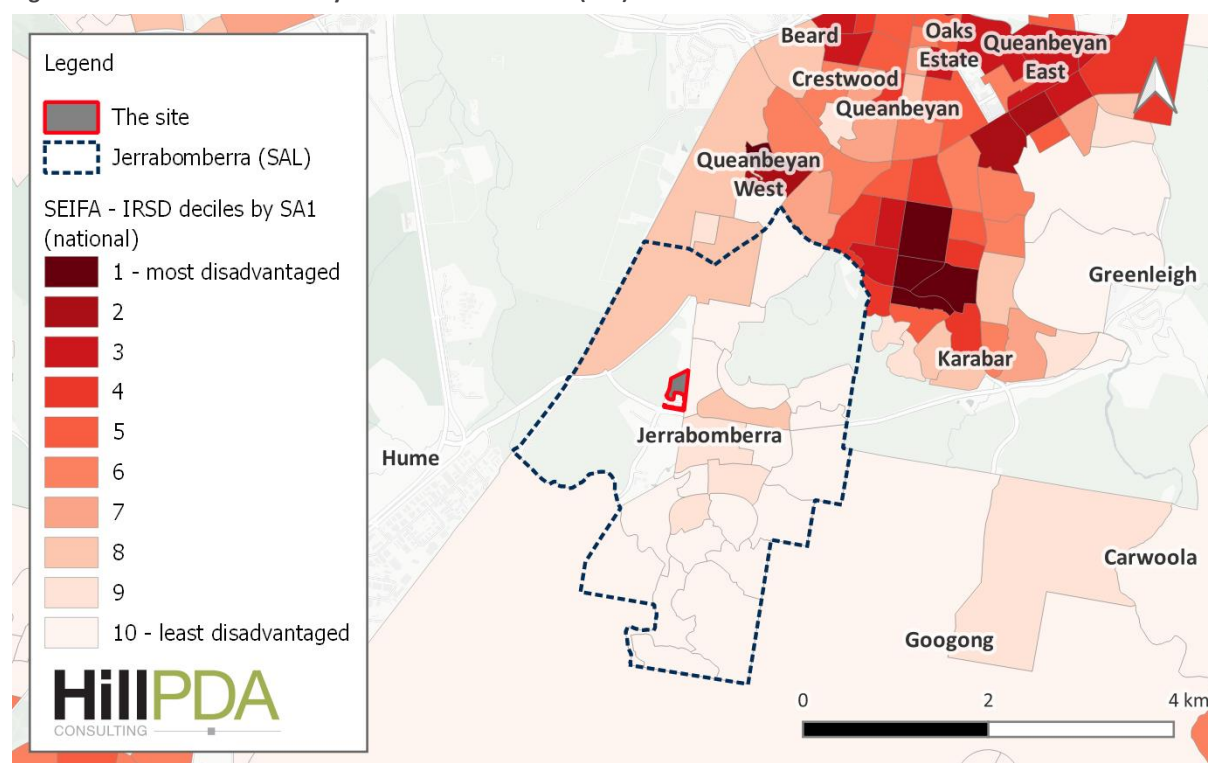 Legend
The site
Jerrabomberra (SAL)
SEIFA - IRSD deciles by SA1
(national)
1 - most disadvantaged
2
3
4
5
6
7
8
9
10 - least disadvantaged
HillPDA
CONSULTING
Beard
Oaks
Estate
Queanbeyan
East
Crestwood
Queanbeyan
Queanbeyan
West
Greenleigh
Karabar
Jerrabomberra
Hume
Carwoola
Googong
0
2
4 km